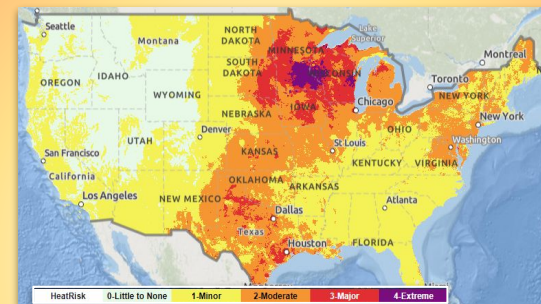 Seattle
Montana
NORTH
DAKOTA
MINNESOTA
Lake
Superior
Montreal
OREGON
IDAHO
SOUTH
DAKOTA
WISCONSIN
Toronto
WYOMING
IOWA
Chicago
NEW YORK
NEBRASKA
New York
UTAH
Denver
OHIO
San Francisco
KANSAS
St Louis
Washington
California
KENTUCKY
VIRGINIA
Los Angeles
OKLAHOMA
ARKANSAS
NEW MEXICO
Dallas
Atlanta
Texas
Houston
FLORIDA
HeatRisk 0-Little to None 1-Minor 2-Moderate 3-Major 4-Extreme